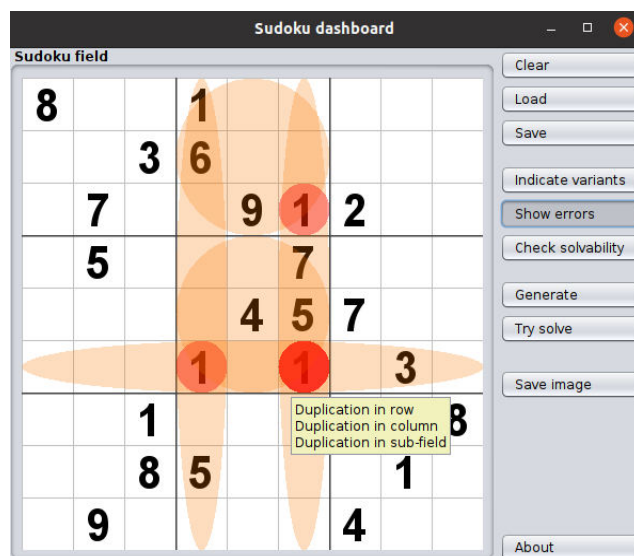 Sudoku dashboard
Sudoku field
8 1
3 6
7 9 1 2
5 7
4 5 7
1 1 3
1 8
8 5 1
9 4
Duplication in row
Duplication in column
Duplication in sub-field
Clear
Load
Save
Indicate variants
Show errors
Check solvability
Generate
Try solve
Save image
About